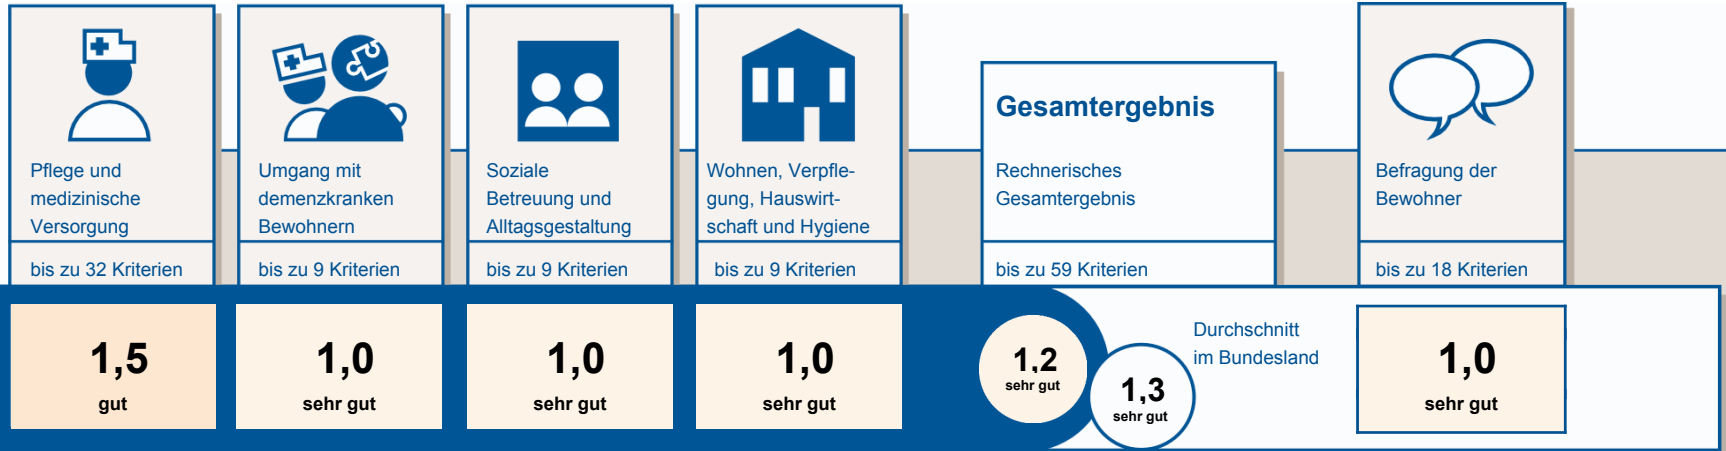 Pflege und
medizinische
Versorgung
bis zu 32 Kriterien
1,5
gut
Umgang mit
demenzkranken
Bewohnern
bis zu 9 Kriterien
1,0
sehr gut
Soziale
Betreuung und
Alltagsgestaltung
bis zu 9 Kriterien
1,0
sehr gut
Wohnen, Verpfle-
gung, Hauswirt-
schaft und Hygiene
bis zu 9 Kriterien
1,0
sehr gut
Gesamtergebnis
Rechnerisches
Gesamtergebnis
bis zu 59 Kriterien
1,2
sehr gut
1,3
sehr gut
Durchschnitt
im Bundesland
Befragung der
Bewohner
bis zu 18 Kriterien
1,0
sehr gut